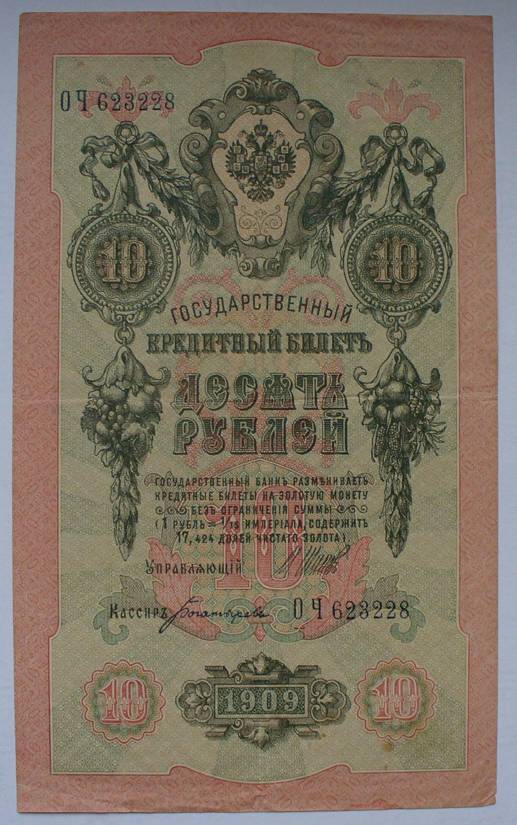 ОЧ 623228
10 10
ГОСУДАРСТВЕННЫЙ
КРЕДИТНЫЙ БИЛЕТЪ
ДЕСЯТЬ
РУБЛЕЙ
ГОСУДАРСТВЕННЫЙ БАНКЪ РАЗМѢНИВАЕТЪ
КРЕДИТНЫЕ БИЛЕТЫ НА ЗОЛОТУЮ МОНЕТУ
БЕЗЪ ОГРАНИЧЕНІЯ СУММЫ
(1 РУБЛЬ = 1/15 ИМПЕРІАЛА, СОДЕРЖИТЪ
17,424 ДОЛЕЙ ЧИСТАГО ЗОЛОТА)
10
УПРАВЛЯЮЩІЙ
Кассиръ Богатыревъ ОЧ 623228
10 1909 10